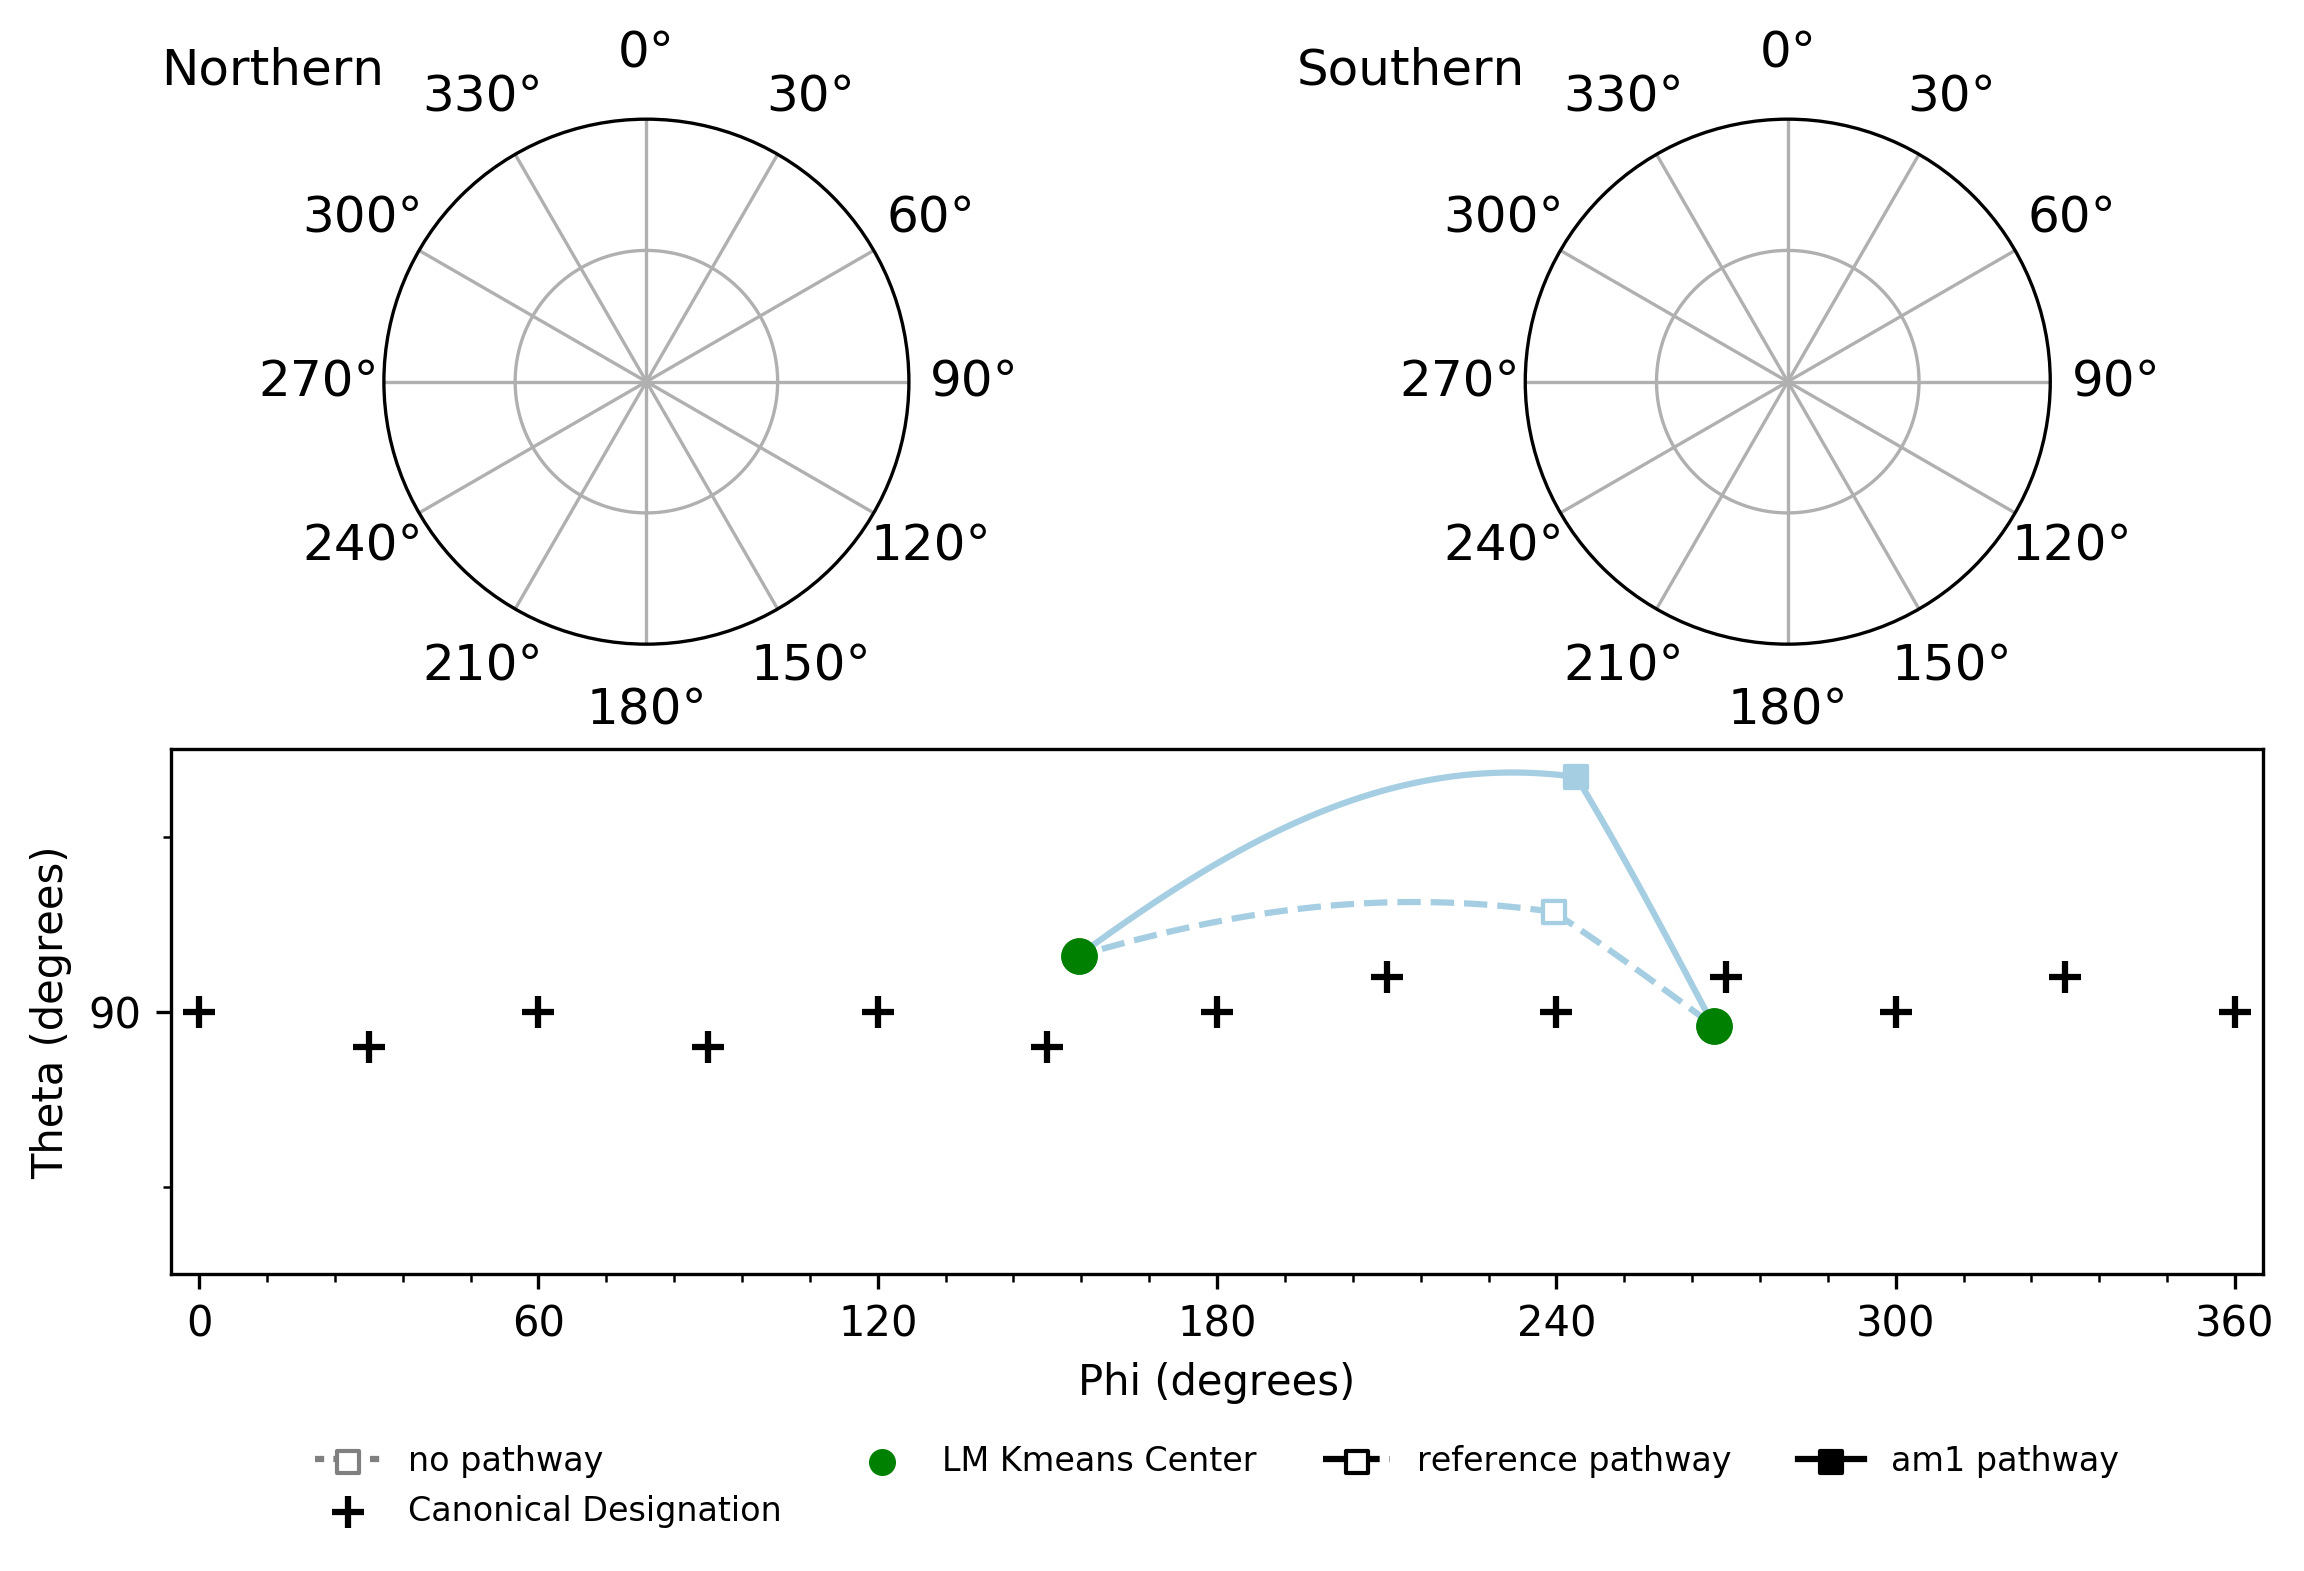 Northern
0°
30°
60°
90°
120°
150°
180°
210°
240°
270°
300°
330°
Southern
0°
30°
60°
90°
120°
150°
180°
210°
240°
270°
300°
330°
Theta (degrees)
90
0 60 120 180 240 300 360
Phi (degrees)
no pathway
Canonical Designation
LM Kmeans Center
reference pathway
am1 pathway